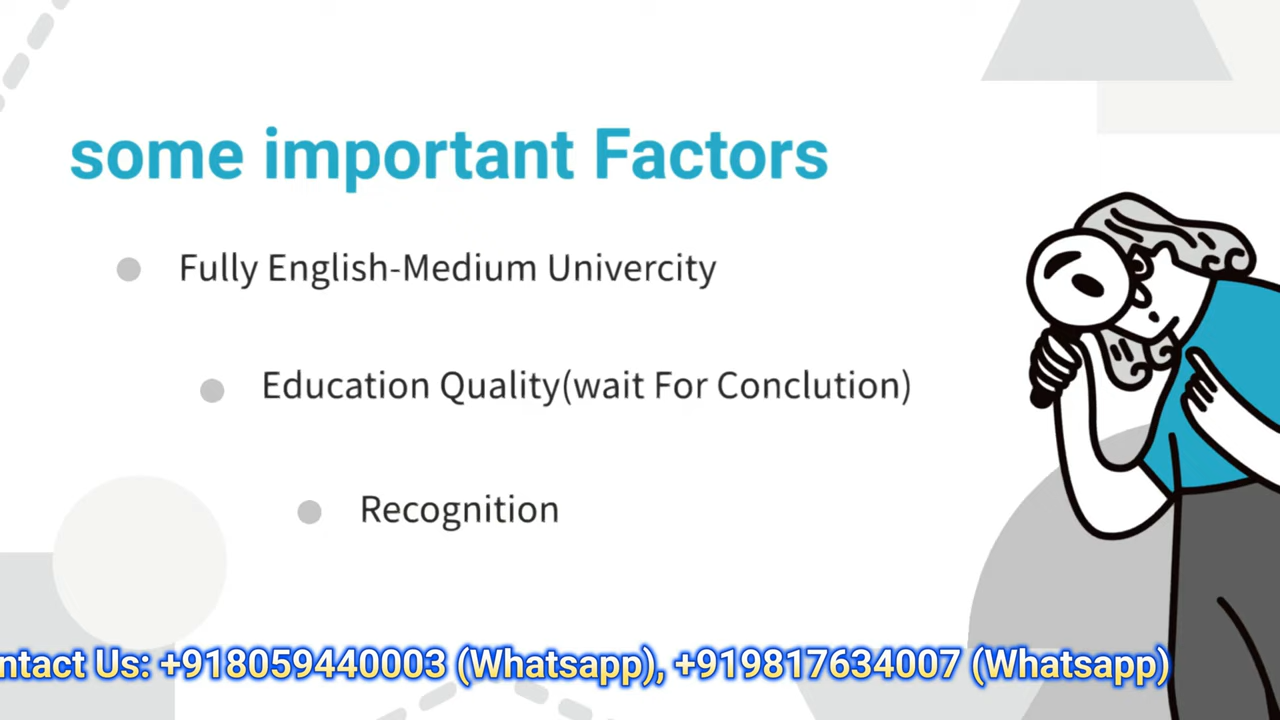 some important Factors
Fully English-Medium Univercity
Education Quality(wait For Conclution)
Recognition
ntact Us: +918059440003 (Whatsapp), +919817634007 (Whatsapp)